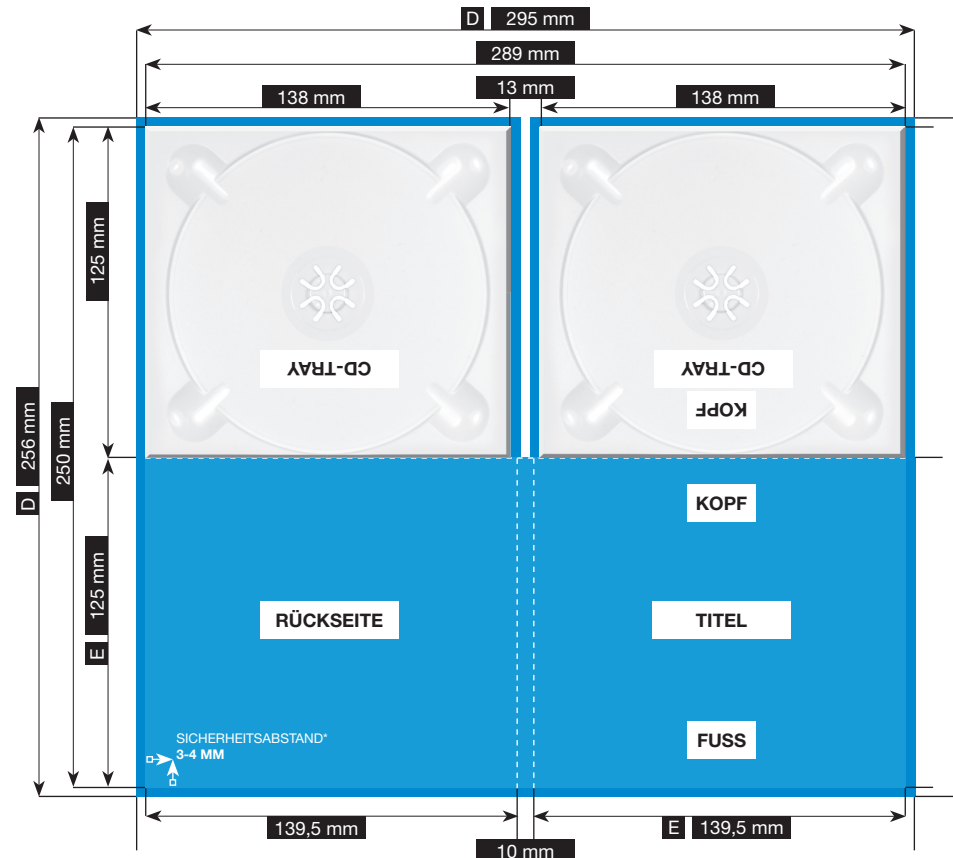 D 295 mm
289 mm
13 mm
138 mm
138 mm
125 mm
D 256 mm
250 mm
E 125 mm
CD-TRAY
CD-TRAY
KOPF
KOPF
RÜCKSEITE
TITEL
SICHERHEITSABSTAND*
3-4 MM
FUSS
139,5 mm
E 139,5 mm
10 mm